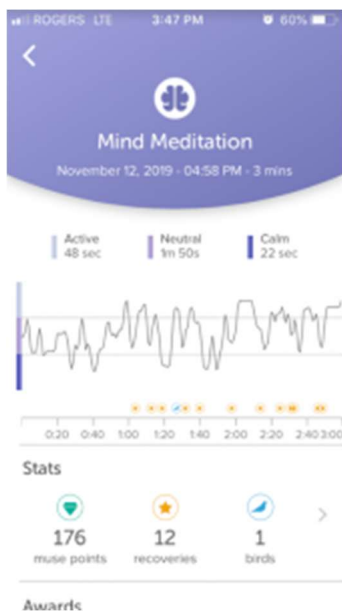 ROGERS LTE 3:47 PM 60%
Mind Meditation
November 12, 2019 - 04:58 PM - 3 mins
Active Neutral Calm
48 sec 1m 50s 22 sec
0:20 0:40 1:00 1:20 1:40 2:00 2:20 2:40 3:00
Stats
176 12 1
muse points recoveries birds
Awards